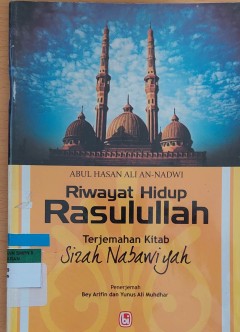 ABUL HASAN ALI AN-NADWI
Riwayat Hidup
Rasulullah
Terjemahan Kitab
Sirah Nabawiyah
Penerjemah
Bey Arifin dan Yunus Ali Muhdhar